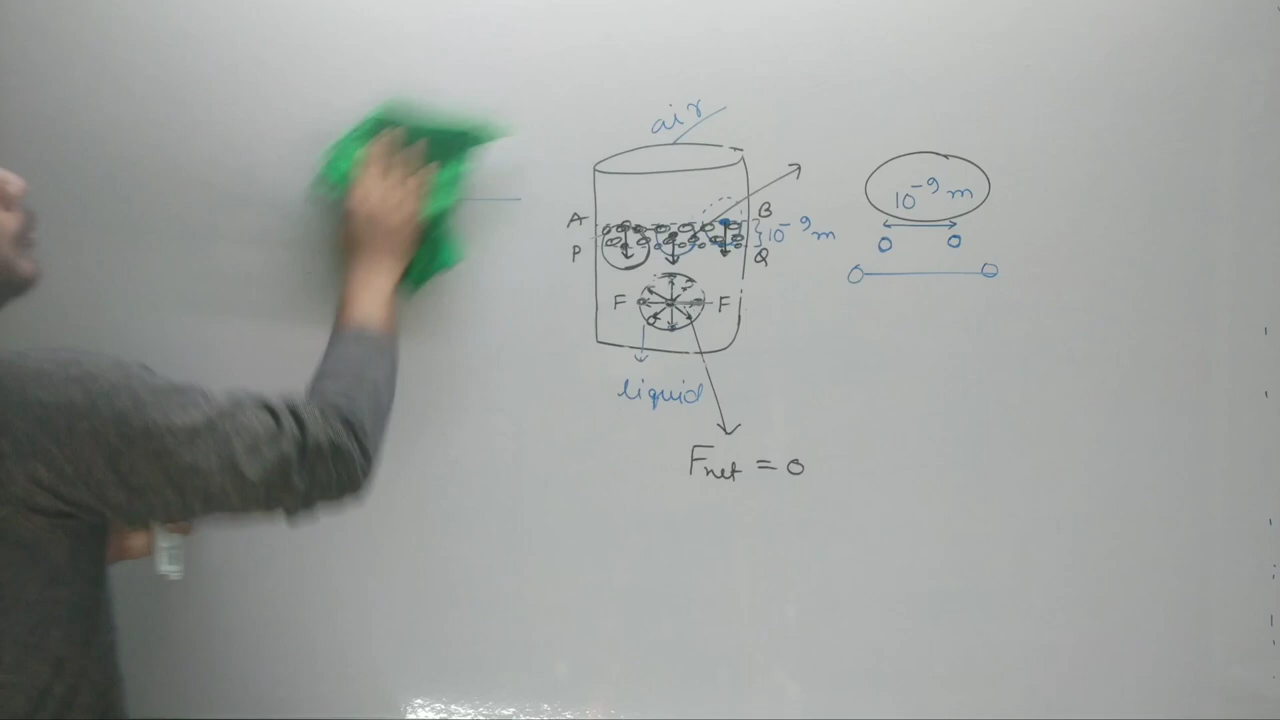 air
A B
P Q
10⁻⁹ m
10⁻⁹ m
F F
liquid
Fnet = 0